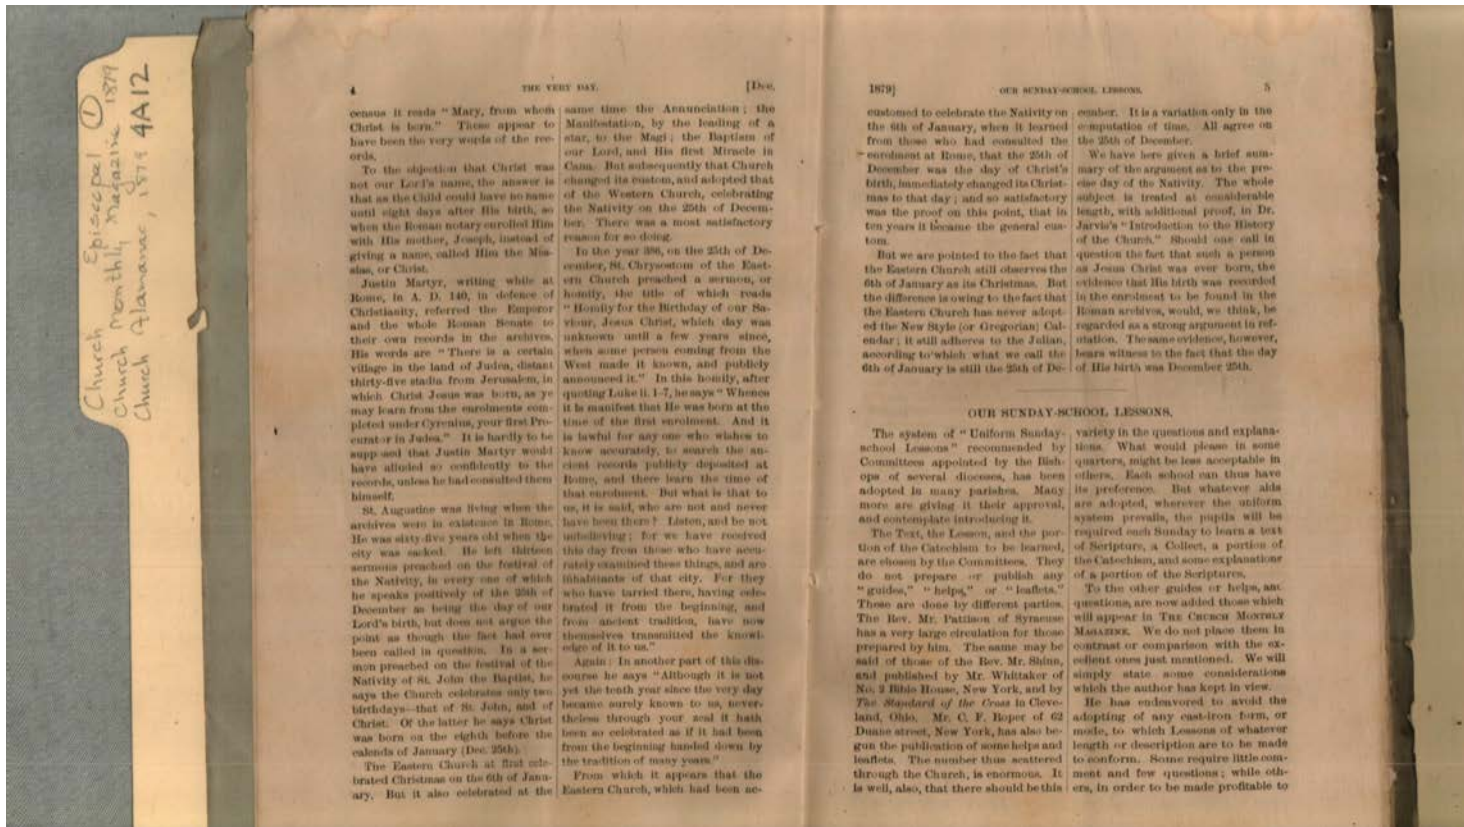 Church Episcopal ①
Church Monthly Magazine 1879
Church Alamanac, 1879 4A12
4
THE VERY DAY.
[Dec.
census it reads "Mary, from whom
Christ is born." These appear to
have been the very words of the rec-
ords.
To the objection that Christ was
not our Lord's name, the answer is
that as the Child could have no name
until eight days after His birth, so
when the Roman notary enrolled Him
with His mother, Joseph, instead of
giving a name, called Him the Mes-
sias, or Christ.
Justin Martyr, writing while at
Rome, in A. D. 140, in defence of
Christianity, referred the Emperor
and the whole Roman Senate to
their own records in the archives.
His words are "There is a certain
village in the land of Judea, distant
thirty-five stadia from Jerusalem, in
which Christ Jesus was born, as ye
may learn from the enrolments com-
pleted under Cyrenius, your first Pro-
curator in Judea." It is hardly to be
supposed that Justin Martyr would
have alluded so confidently to the
records, unless he had consulted them
himself.
St. Augustine was living when the
archives were in existence in Rome.
He was sixty-five years old when the
city was sacked. He left thirteen
sermons preached on the festival of
the Nativity, in every one of which
he speaks positively of the 25th of
December as being the day of our
Lord's birth, but does not argue the
point as though the fact had ever
been called in question. In a ser-
mon preached on the festival of the
Nativity of St. John the Baptist, he
says the Church celebrates only two
birthdays—that of St. John, and of
Christ. Of the latter he says Christ
was born on the eighth before the
calends of January (Dec. 25th).
The Eastern Church at first cele-
brated Christmas on the 6th of Janu-
ary. But it also celebrated at the
same time the Annunciation; the
Manifestation, by the leading of a
star, to the Magi; the Baptism of
our Lord, and His first Miracle in
Cana. But subsequently that Church
changed its custom, and adopted that
of the Western Church, celebrating
the Nativity on the 25th of Decem-
ber. There was a most satisfactory
reason for so doing.
In the year 386, on the 25th of De-
cember, St. Chrysostom of the East-
ern Church preached a sermon, or
homily, the title of which reads
"Homily for the Birthday of our Sa-
viour, Jesus Christ, which day was
unknown until a few years since,
when some person coming from the
West made it known, and publicly
announced it." In this homily, after
quoting Luke ii. 1-7, he says "Whence
it is manifest that He was born at the
time of the first enrolment. And it
is lawful for any one who wishes to
know accurately, to search the an-
cient records publicly deposited at
Rome, and there learn the time of
that enrolment. But what is that to
us, it is said, who are not and never
have been there? Listen, and be not
unbelieving; for we have received
this day from those who have accu-
rately examined these things, and are
inhabitants of that city. For they
who have tarried there, having cele-
brated it from the beginning, and
from ancient tradition, have now
themselves transmitted the knowl-
edge of it to us."
Again: In another part of this dis-
course he says "Although it is not
yet the tenth year since the very day
became surely known to us, never-
theless through your zeal it hath
been so celebrated as if it had been
from the beginning handed down by
the tradition of many years"
From which it appears that the
Eastern Church, which had been ac-
1879]
OUR SUNDAY-SCHOOL LESSONS.
5
customed to celebrate the Nativity on
the 6th of January, when it learned
from those who had consulted the
enrolment at Rome, that the 25th of
December was the day of Christ's
birth, immediately changed its Christ-
mas to that day; and so satisfactory
was the proof on this point, that in
ten years it became the general cus-
tom.
But we are pointed to the fact that
the Eastern Church still observes the
6th of January as its Christmas. But
the difference is owing to the fact that
the Eastern Church has never adopt-
ed the New Style (or Gregorian) Cal-
endar; it still adheres to the Julian,
according to which what we call the
6th of January is still the 25th of De-
cember. It is a variation only in the
computation of time. All agree on
the 25th of December.
We have here given a brief sum-
mary of the argument as to the pre-
cise day of the Nativity. The whole
subject is treated at considerable
length, with additional proof, in Dr.
Jarvis's "Introduction to the History
of the Church." Should one call in
question the fact that such a person
as Jesus Christ was ever born, the
evidence that His birth was recorded
in the enrolment to be found in the
Roman archives, would, we think, be
regarded as a strong argument in ref-
utation. The same evidence, however,
bears witness to the fact that the day
of His birth was December 25th.
OUR SUNDAY-SCHOOL LESSONS.
The system of "Uniform Sunday-
school Lessons" recommended by
Committees appointed by the Bish-
ops of several dioceses, has been
adopted in many parishes. Many
more are giving it their approval,
and contemplate introducing it.
The Text, the Lesson, and the por-
tion of the Catechism to be learned,
are chosen by the Committees. They
do not prepare or publish any
"guides," "helps," or "leaflets."
These are done by different parties.
The Rev. Mr. Pattison of Syracuse
has a very large circulation for those
prepared by him. The same may be
said of those of the Rev. Mr. Shinn,
and published by Mr. Whittaker of
No. 2 Bible House, New York, and by
The Standard of the Cross in Cleve-
land, Ohio. Mr. C. F. Roper of 62
Duane street, New York, has also be-
gun the publication of some helps and
leaflets. The number thus scattered
through the Church, is enormous. It
is well, also, that there should be this
variety in the questions and explana-
tions. What would please in some
quarters, might be less acceptable in
others. Each school can thus have
its preference. But whatever aids
are adopted, wherever the uniform
system prevails, the pupils will be
required each Sunday to learn a text
of Scripture, a Collect, a portion of
the Catechism, and some explanations
of a portion of the Scriptures.
To the other guides or helps, and
questions, are now added those which
will appear in THE CHURCH MONTHLY
MAGAZINE. We do not place them in
contrast or comparison with the ex-
cellent ones just mentioned. We will
simply state some considerations
which the author has kept in view.
He has endeavored to avoid the
adopting of any cast-iron form, or
mode, to which Lessons of whatever
length or description are to be made
to conform. Some require little com-
ment and few questions; while oth-
ers, in order to be made profitable to